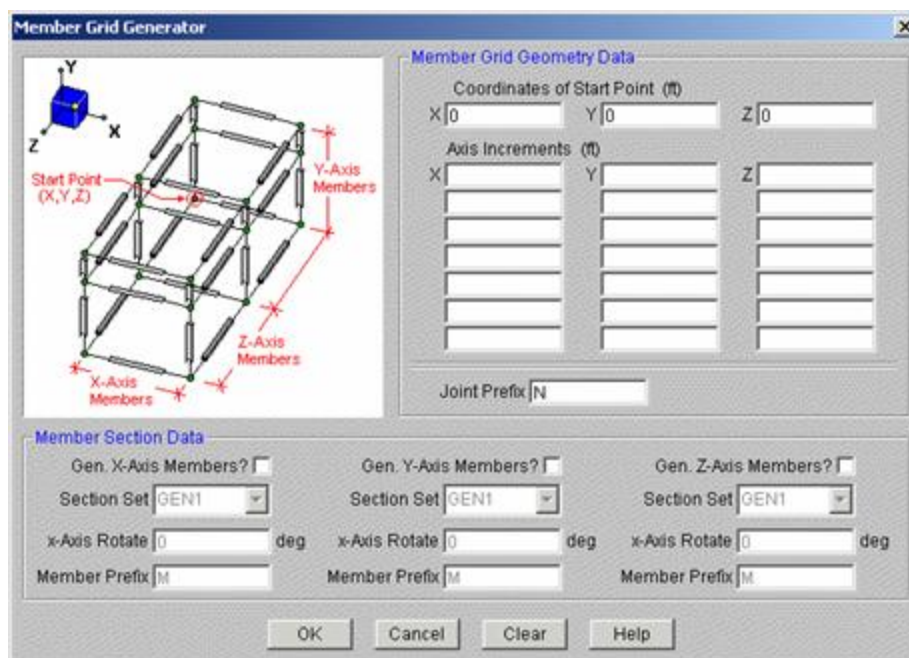 Member Grid Generator
Y
X
Z
Start Point
(X,Y,Z)
Y-Axis
Members
Z-Axis
Members
X-Axis
Members
Member Grid Geometry Data
Coordinates of Start Point (ft)
X 0 Y 0 Z 0
Axis Increments (ft)
X Y Z
Joint Prefix N
Member Section Data
Gen. X-Axis Members? Gen. Y-Axis Members? Gen. Z-Axis Members?
Section Set GEN1 Section Set GEN1 Section Set GEN1
x-Axis Rotate 0 deg x-Axis Rotate 0 deg x-Axis Rotate 0 deg
Member Prefix M Member Prefix M Member Prefix M
OK Cancel Clear Help